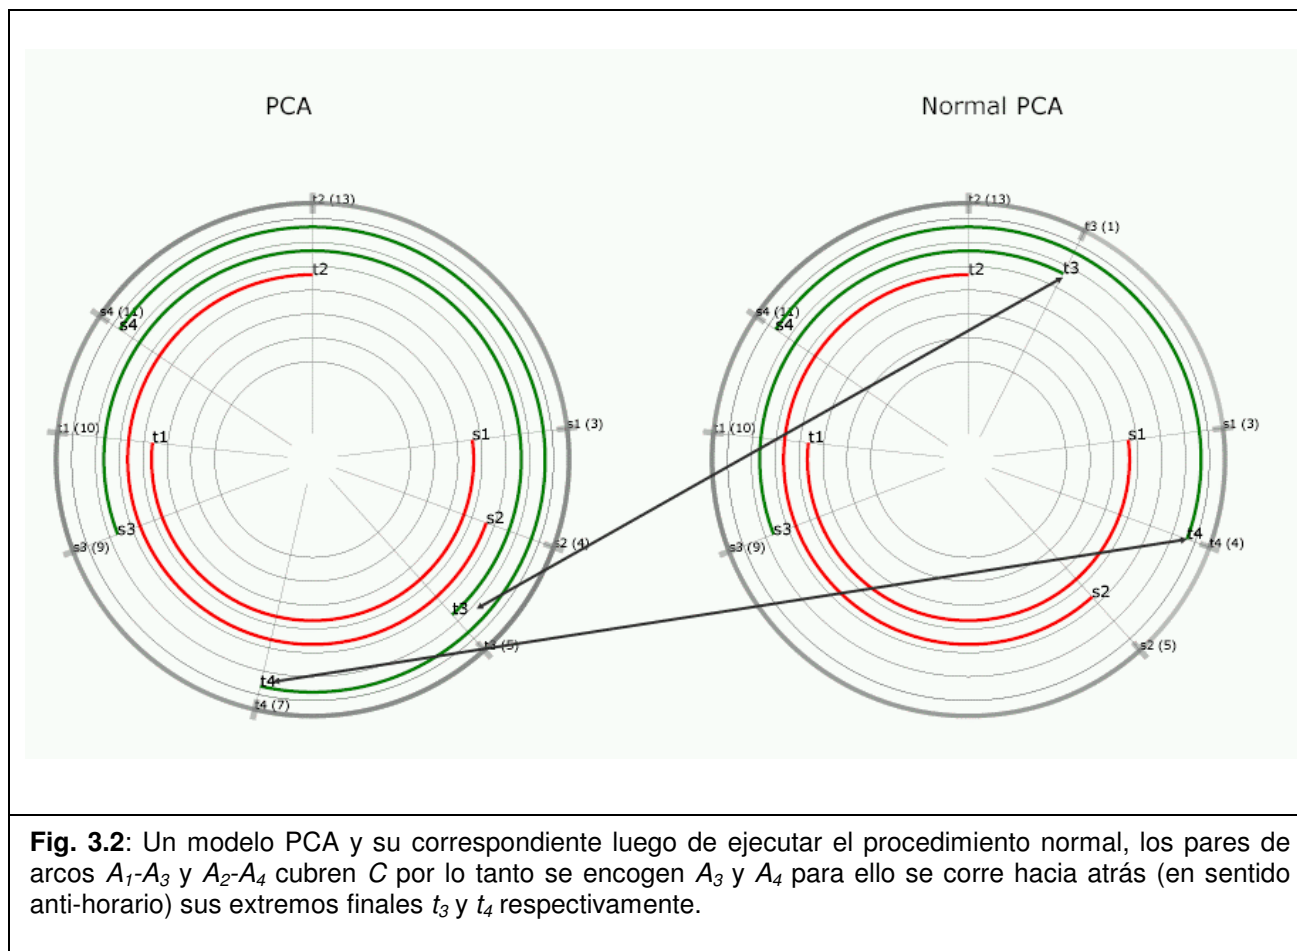 PCA
Normal PCA
t2 (13)
t2
s4 (11)
s4
t1 (10)
t1
s1
s1 (3)
s2
s2 (4)
s3
s3 (9)
t3
t3 (5)
t4
t4 (7)
t2 (13)
t3 (1)
t2
t3
s4 (11)
s4
t1 (10)
t1
s1
s1 (3)
s3
s3 (9)
t4
t4 (4)
s2
s2 (5)
Fig. 3.2: Un modelo PCA y su correspondiente luego de ejecutar el procedimiento normal, los pares de
arcos A1-A3 y A2-A4 cubren C por lo tanto se encogen A3 y A4 para ello se corre hacia atrás (en sentido
anti-horario) sus extremos finales t3 y t4 respectivamente.